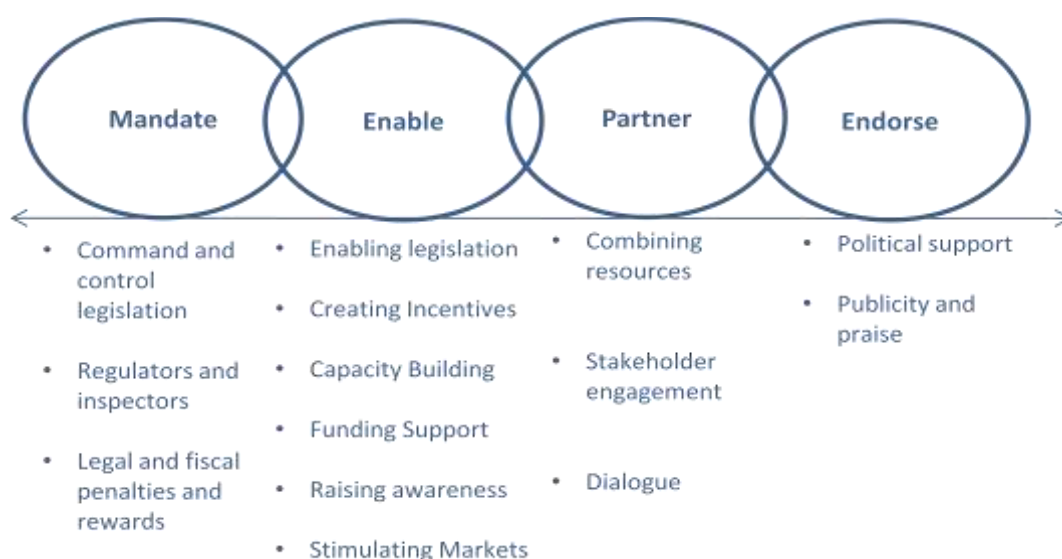 Mandate
Enable
Partner
Endorse
• Command and
control
legislation
• Regulators and
inspectors
• Legal and fiscal
penalties and
rewards
• Enabling legislation
• Creating Incentives
• Capacity Building
• Funding Support
• Raising awareness
• Stimulating Markets
• Combining
resources
• Stakeholder
engagement
• Dialogue
• Political support
• Publicity and
praise